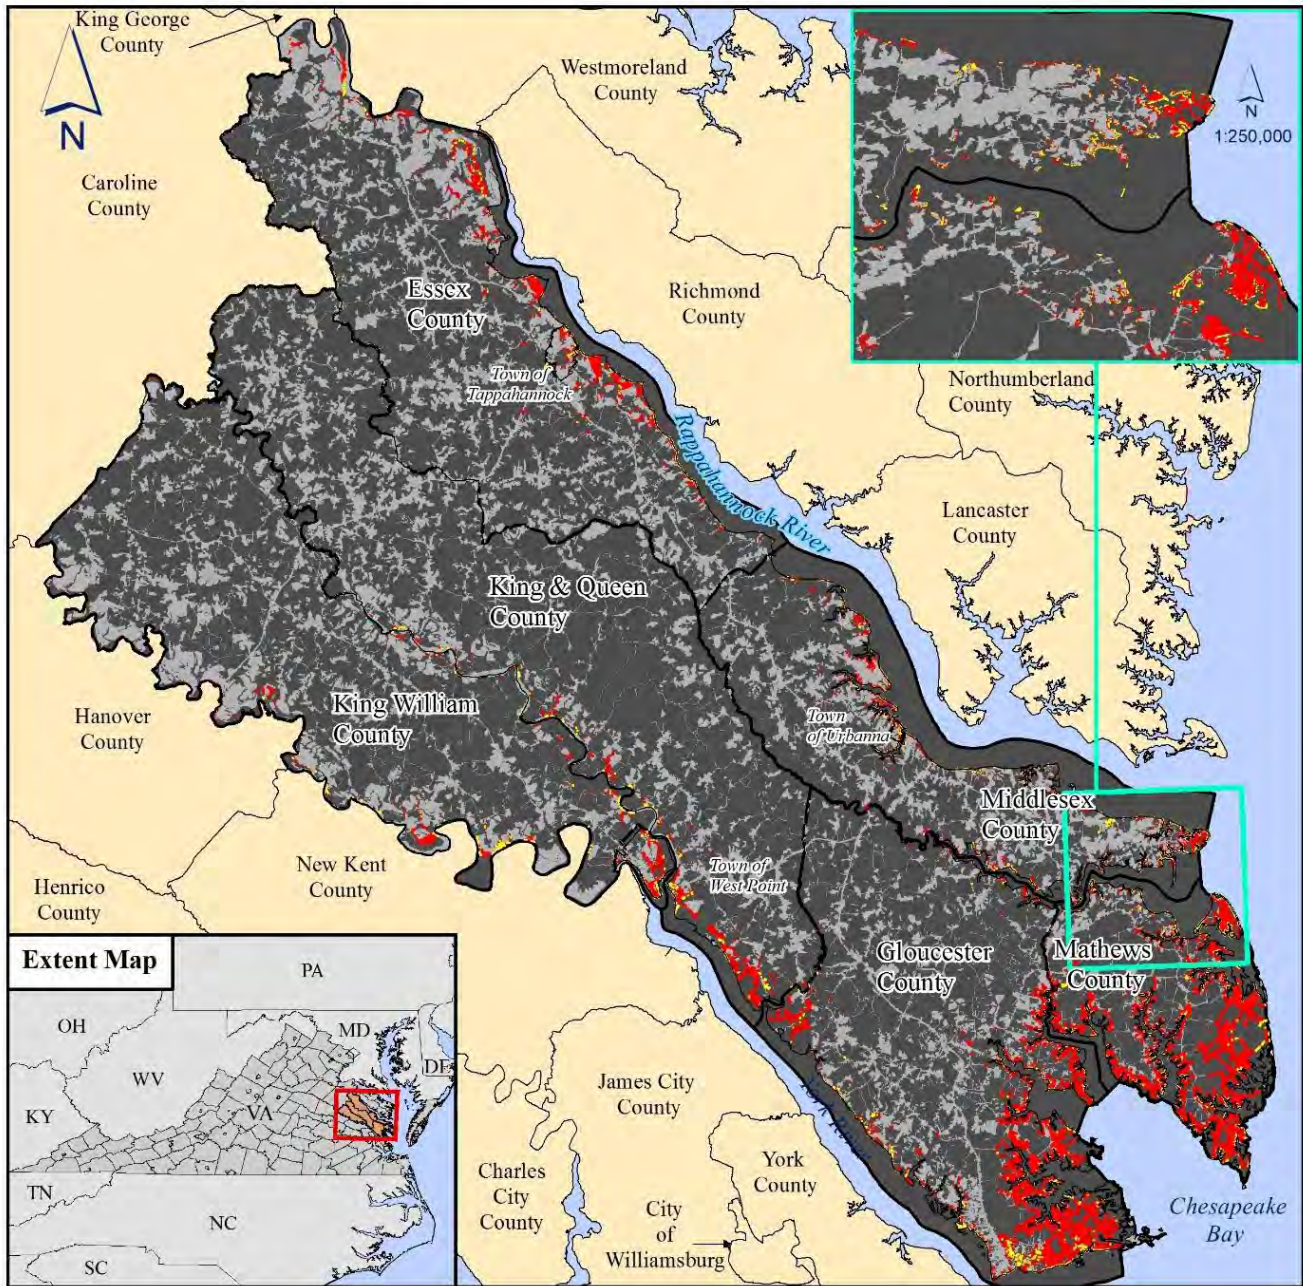 King George
County
Westmoreland
County
N
N
1:250,000
Caroline
County
Richmond
County
Essex
County
Town of
Tappahannock
Northumberland
County
Rappahannock River
Lancaster
County
King & Queen
County
King William
County
Hanover
County
Town
of Urbanna
Middlesex
County
New Kent
County
Town of
West Point
Henrico
County
Gloucester
County
Mathews
County
Extent Map
PA
OH
MD
DE
WV
KY
VA
TN
NC
SC
James City
County
York River
York
County
Charles
City
County
City
of
Williamsburg
Chesapeake
Bay